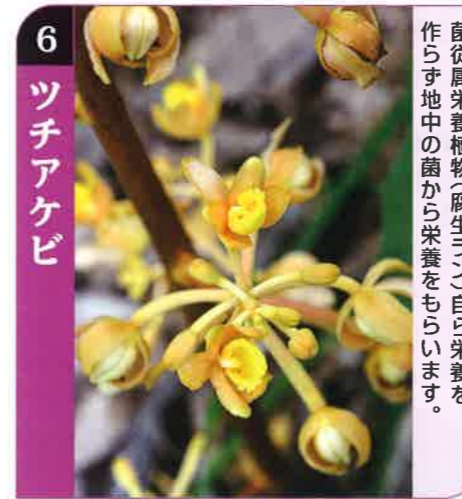 6
ツチアケビ
菌従属栄養植物(腐生ラン)自ら栄養を
作らず地中の菌から栄養をもらいます。